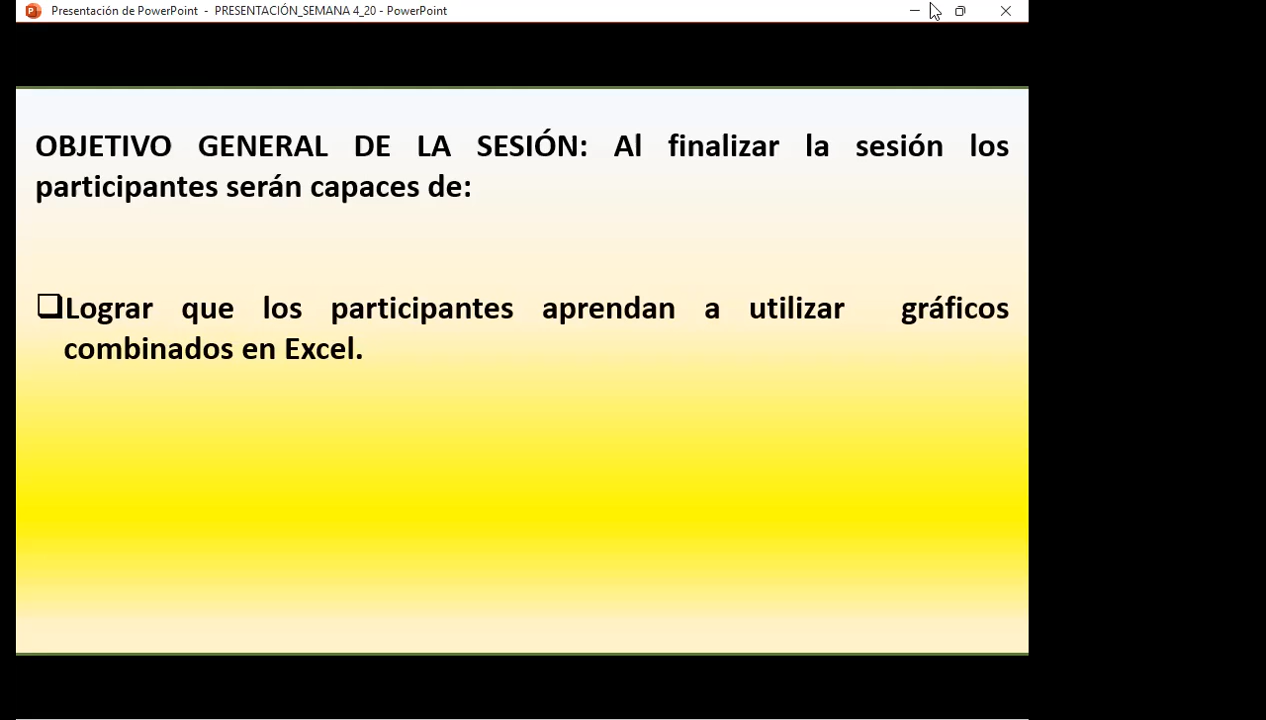 Presentación de PowerPoint - PRESENTACIÓN_SEMANA 4_20 - PowerPoint
OBJETIVO GENERAL DE LA SESIÓN: Al finalizar la sesión los
participantes serán capaces de:
❑Lograr que los participantes aprendan a utilizar gráficos
combinados en Excel.